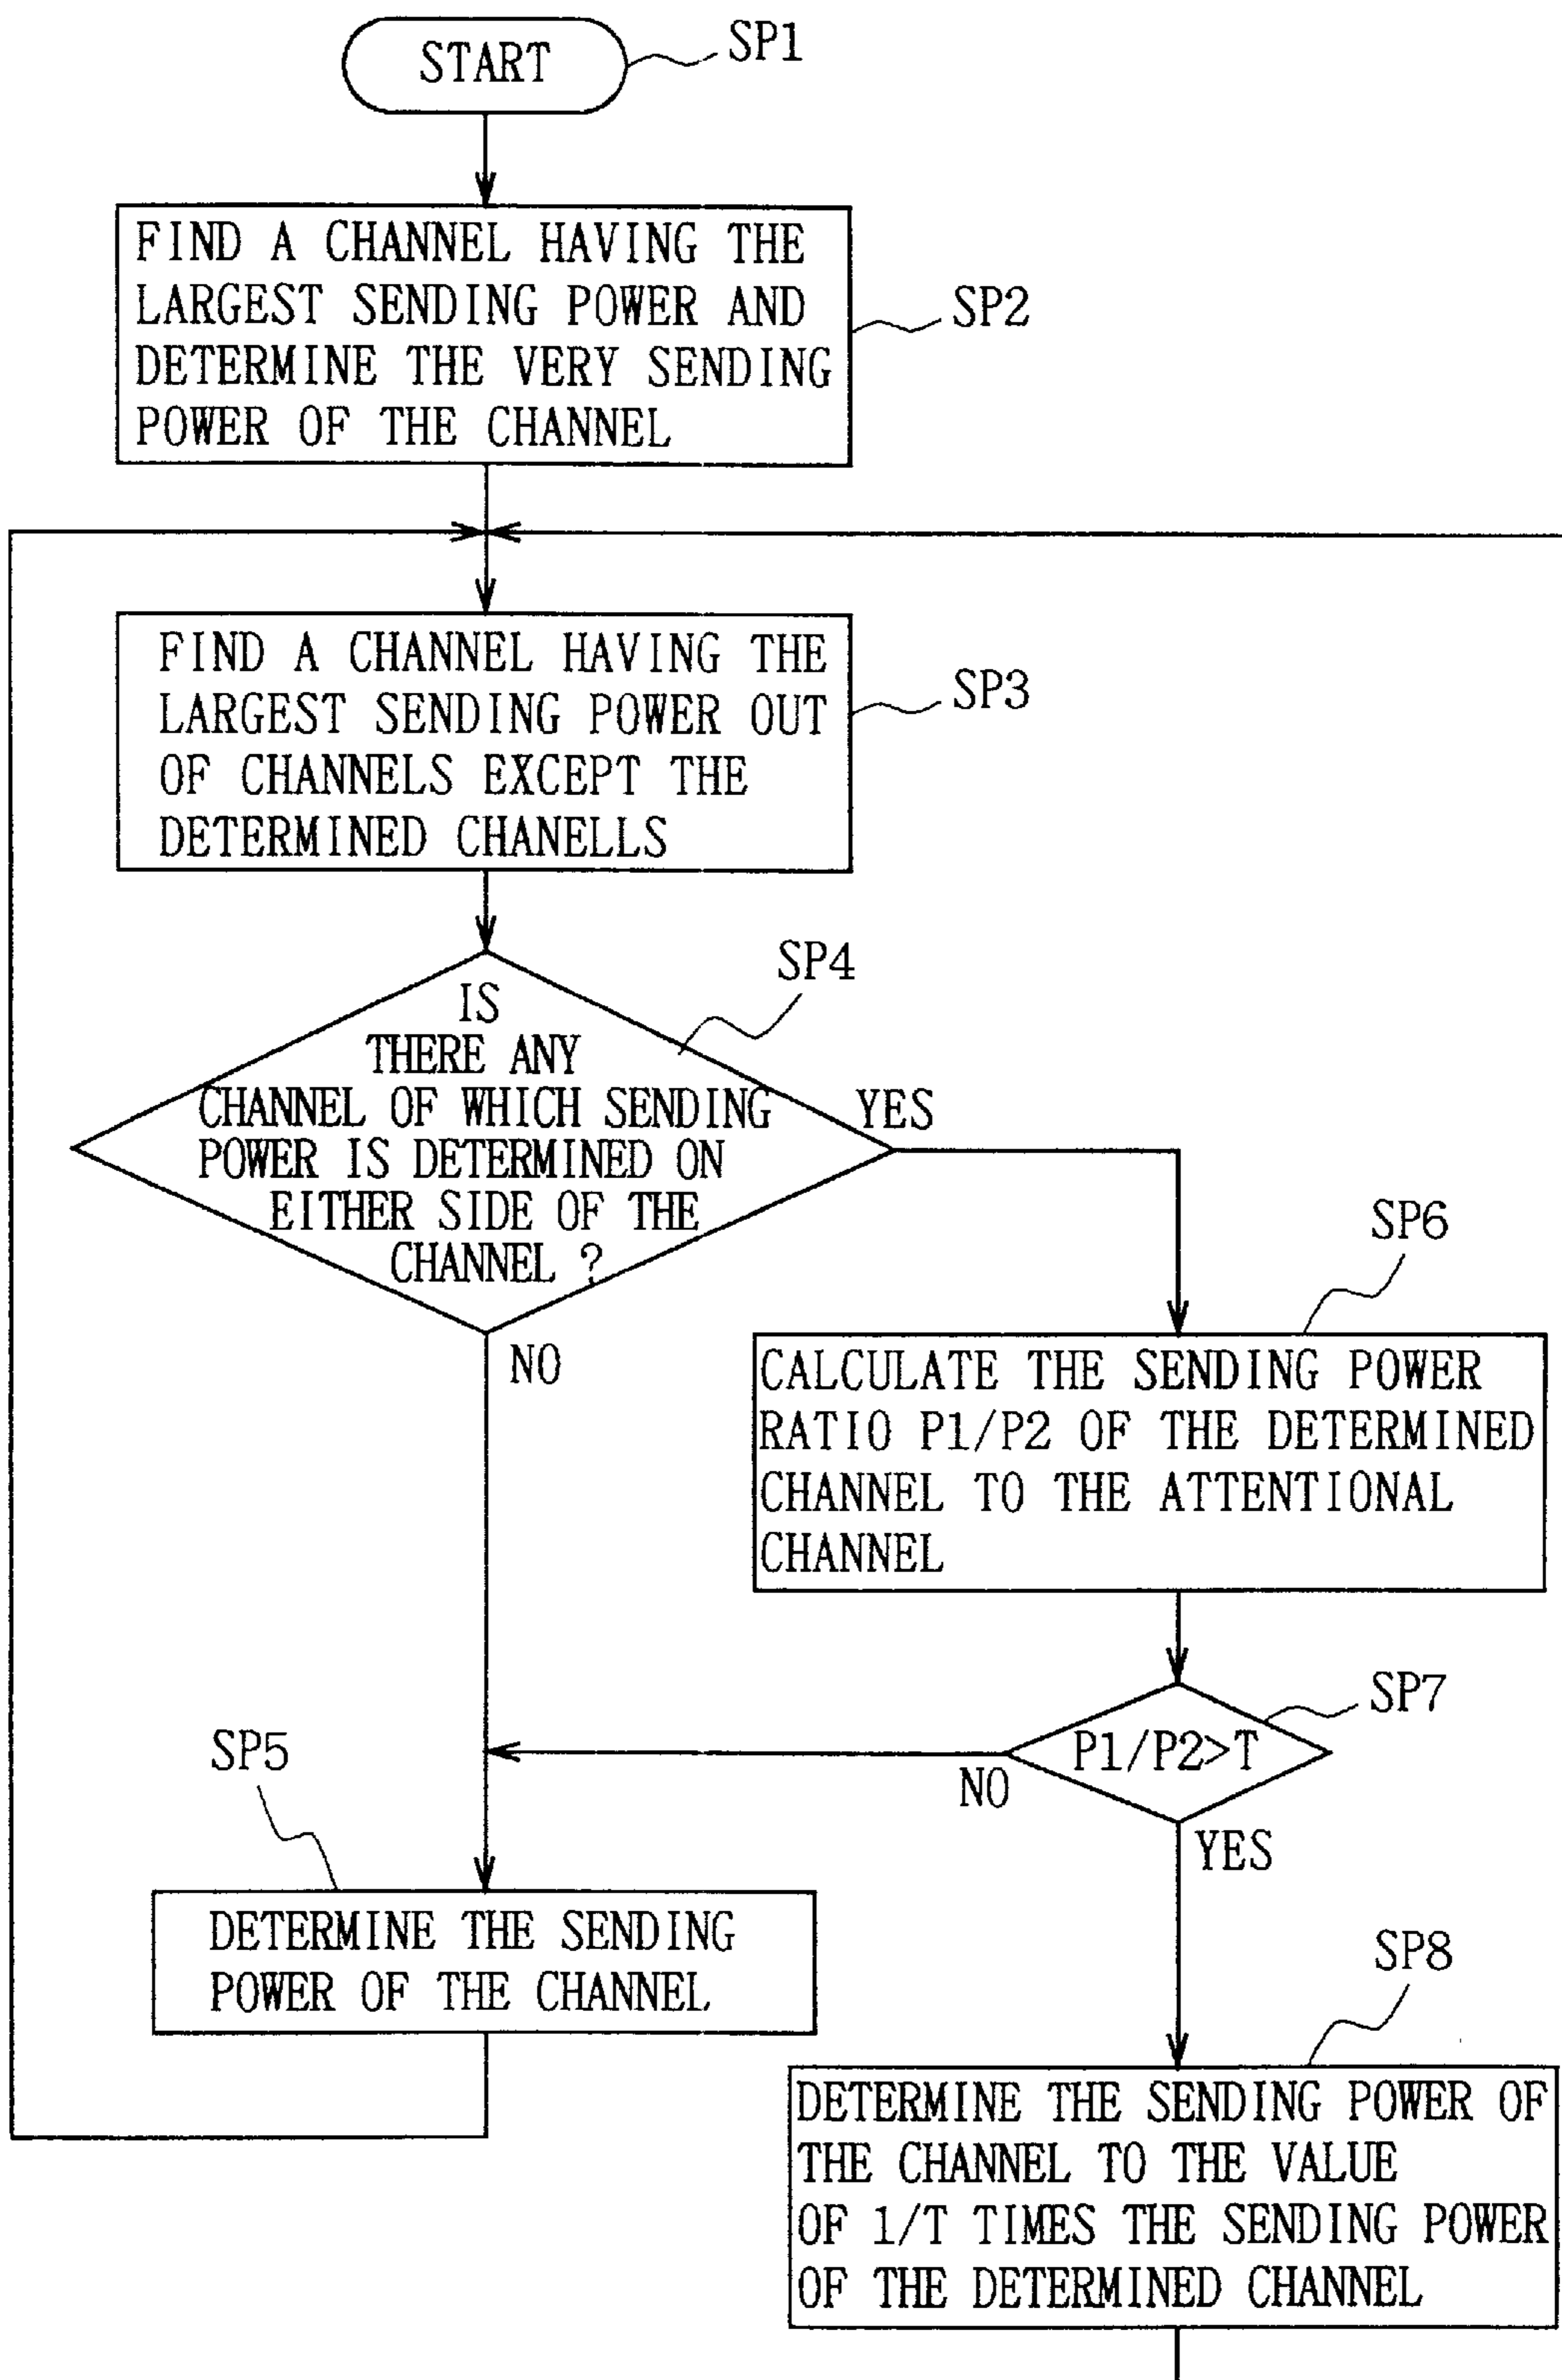 START
SP1
FIND A CHANNEL HAVING THE
LARGEST SENDING POWER AND
DETERMINE THE VERY SENDING
POWER OF THE CHANNEL
SP2
FIND A CHANNEL HAVING THE
LARGEST SENDING POWER OUT
OF CHANNELS EXCEPT THE
DETERMINED CHANELLS
SP3
SP4
IS
THERE ANY
CHANNEL OF WHICH SENDING
POWER IS DETERMINED ON
EITHER SIDE OF THE
CHANNEL ?
YES
NO
SP6
CALCULATE THE SENDING POWER
RATIO P1/P2 OF THE DETERMINED
CHANNEL TO THE ATTENTIONAL
CHANNEL
SP7
P1/P2>T
NO
YES
SP5
DETERMINE THE SENDING
POWER OF THE CHANNEL
SP8
DETERMINE THE SENDING POWER OF
THE CHANNEL TO THE VALUE
OF 1/T TIMES THE SENDING POWER
OF THE DETERMINED CHANNEL